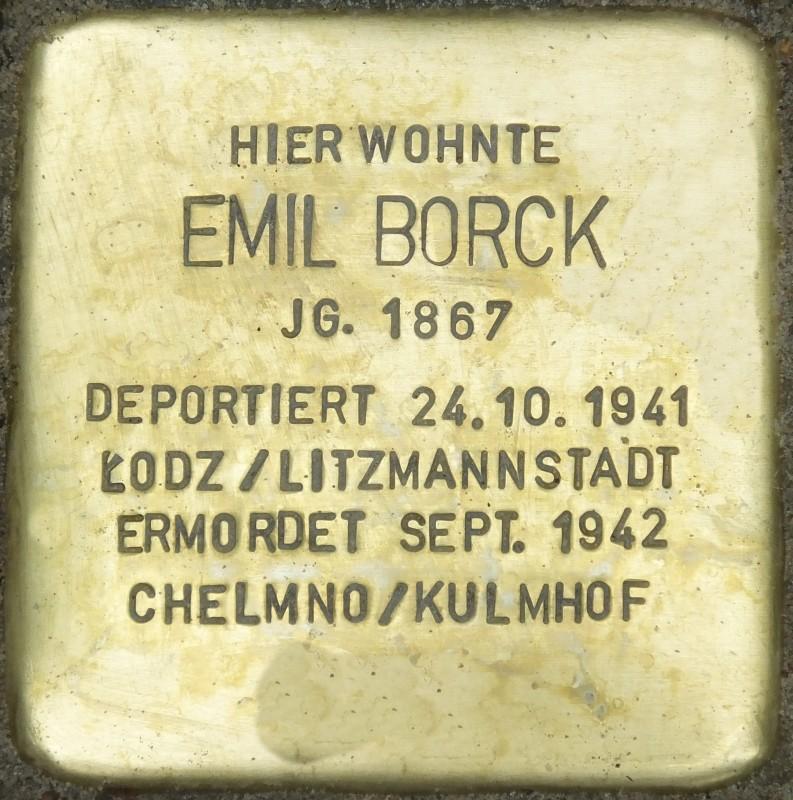 HIER WOHNTE
EMIL BORCK
JG. 1867
DEPORTIERT 24.10.1941
ŁODZ/LITZMANNSTADT
ERMORDET SEPT. 1942
CHELMNO/KULMHOF